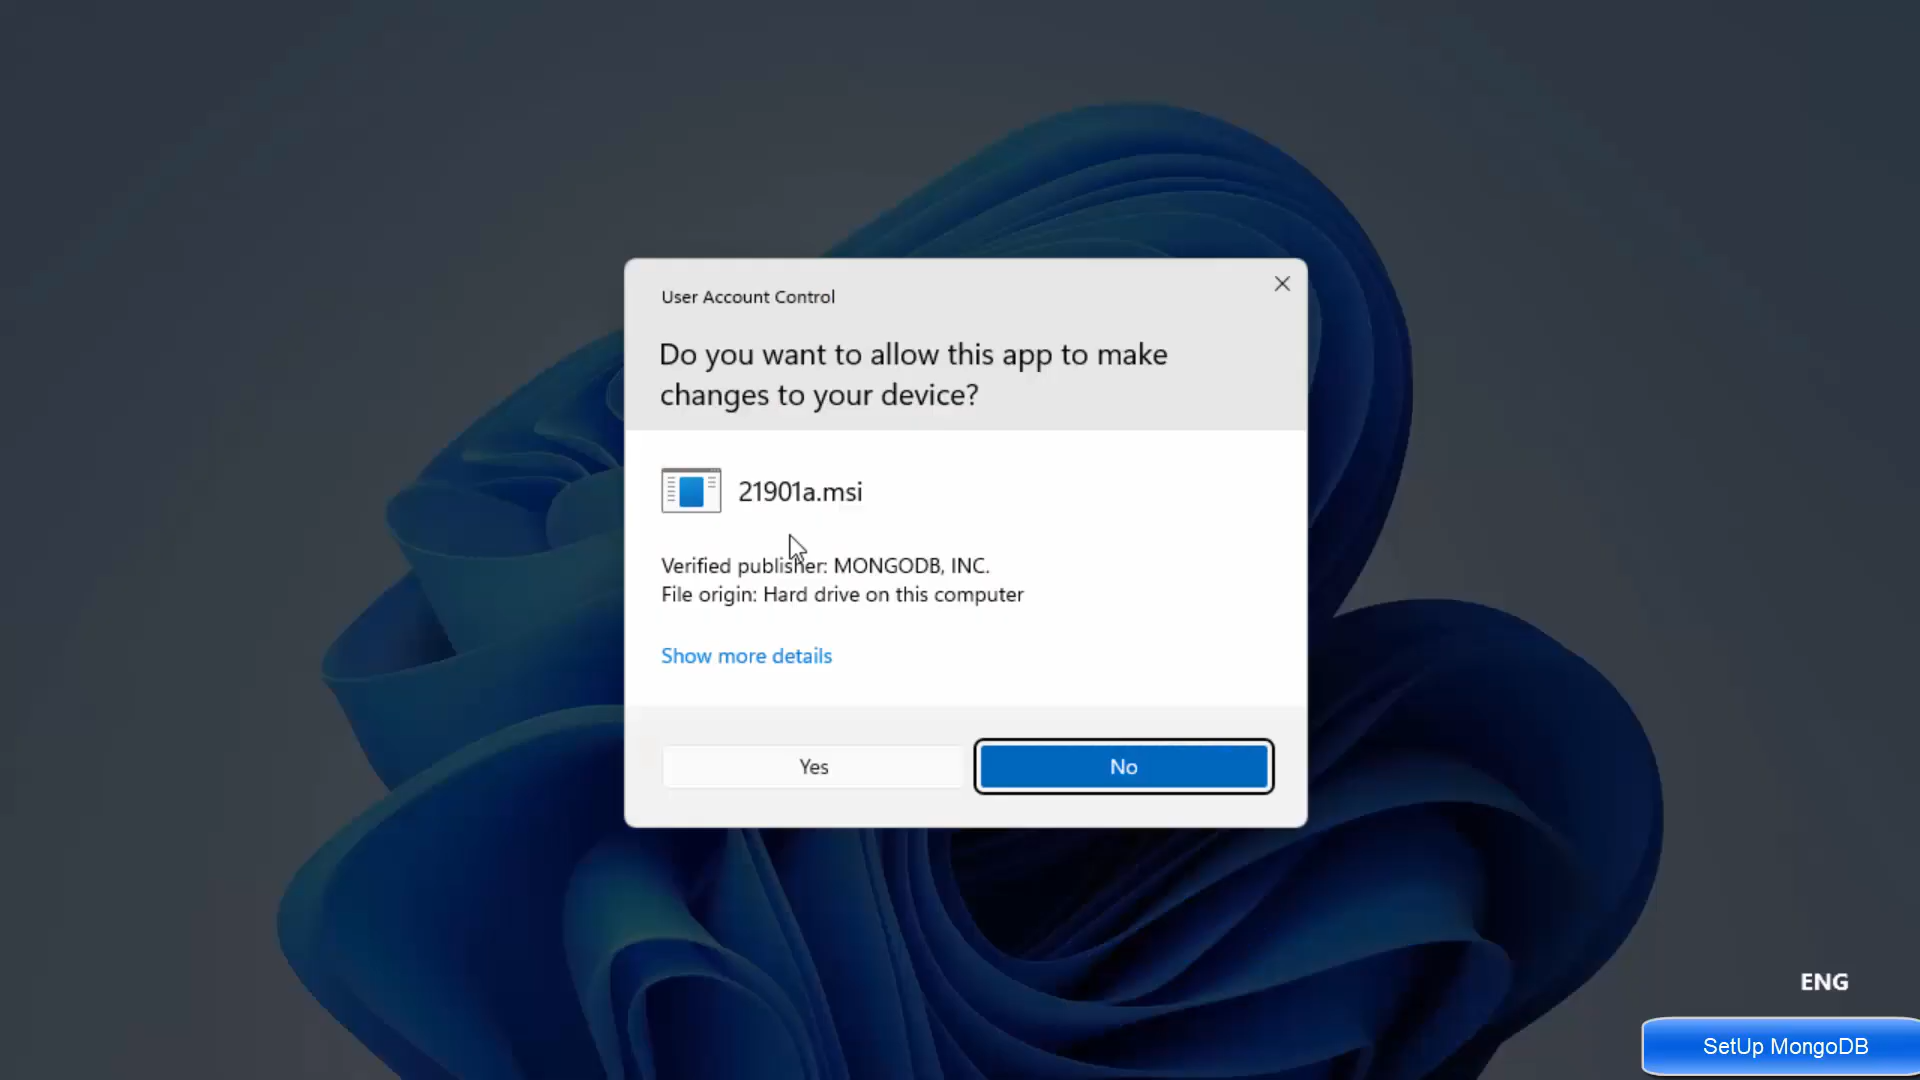 User Account Control
Do you want to allow this app to make
changes to your device?
21901a.msi
Verified publisher: MONGODB, INC.
File origin: Hard drive on this computer
Show more details
Yes
No
ENG
SetUp MongoDB